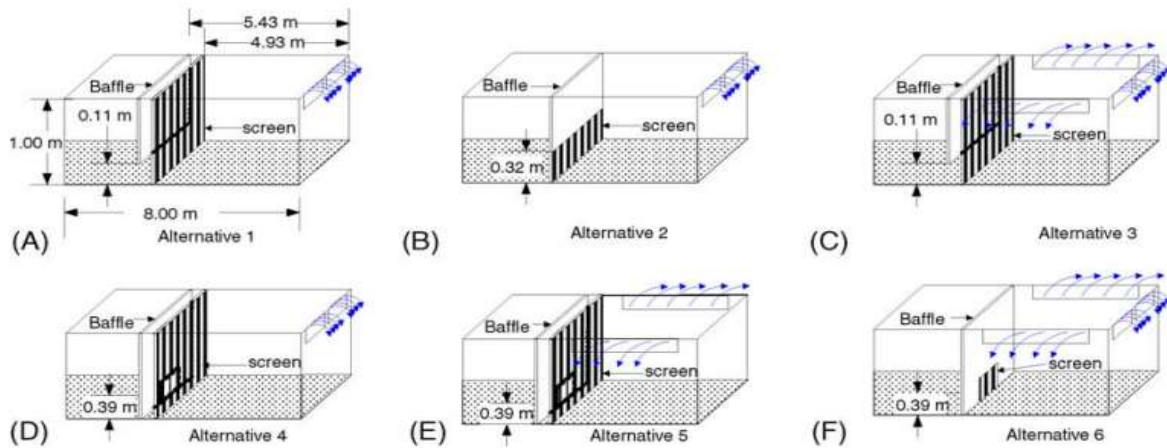 5.43 m
4.93 m
Baffle
0.11 m
1.00 m
screen
8.00 m
(A)
Alternative 1
Baffle
screen
0.32 m
(B)
Alternative 2
Baffle
0.11 m
screen
(C)
Alternative 3
Baffle
screen
0.39 m
(D)
Alternative 4
Baffle
screen
0.39 m
(E)
Alternative 5
Baffle
screen
0.39 m
(F)
Alternative 6